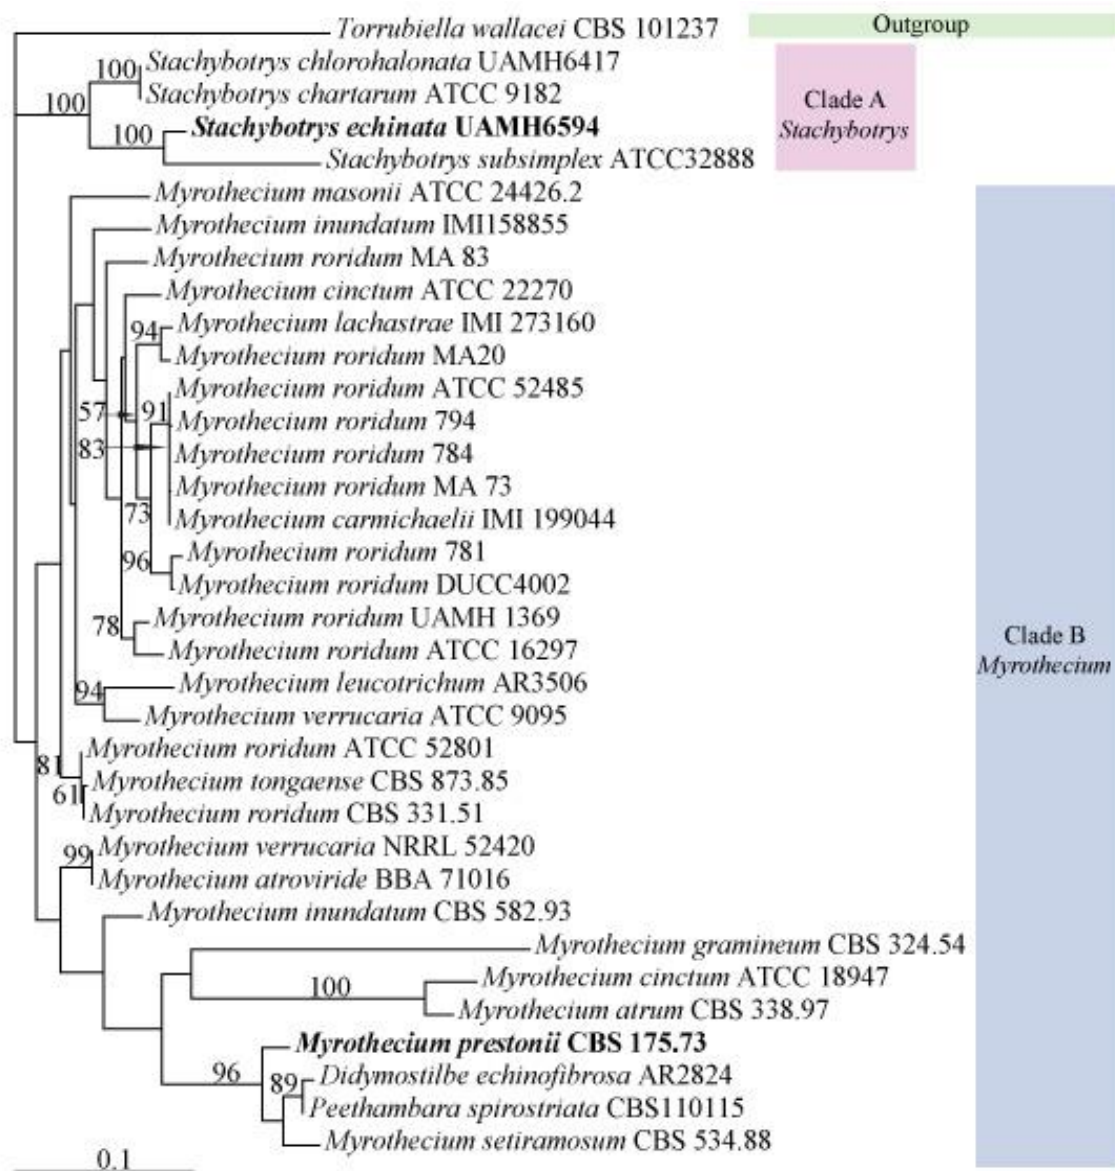 Torrubiella wallacei CBS 101237
Outgroup
100
Stachybotrys chlorohalonata UAMH6417
100
Stachybotrys chartarum ATCC 9182
Clade A
Stachybotrys
100
Stachybotrys echinata UAMH6594
Stachybotrys subsimplex ATCC32888
Myrothecium masonii ATCC 24426.2
Myrothecium inundatum IMI158855
Myrothecium roridum MA 83
Myrothecium cinctum ATCC 22270
94
Myrothecium lachastrae IMI 273160
Myrothecium roridum MA20
Myrothecium roridum ATCC 52485
57
91
Myrothecium roridum 794
83
Myrothecium roridum 784
Myrothecium roridum MA 73
73
Myrothecium carmichaelii IMI 199044
96
Myrothecium roridum 781
Myrothecium roridum DUCC4002
78
Myrothecium roridum UAMH 1369
Myrothecium roridum ATCC 16297
Clade B
Myrothecium
94
Myrothecium leucotrichum AR3506
Myrothecium verrucaria ATCC 9095
Myrothecium roridum ATCC 52801
81
Myrothecium tongaense CBS 873.85
61
Myrothecium roridum CBS 331.51
99
Myrothecium verrucaria NRRL 52420
Myrothecium atroviride BBA 71016
Myrothecium inundatum CBS 582.93
Myrothecium gramineum CBS 324.54
100
Myrothecium cinctum ATCC 18947
Myrothecium atrum CBS 338.97
Myrothecium prestonii CBS 175.73
96
89
Didymostilbe echinofibrosa AR2824
Peethambara spirostriata CBS110115
Myrothecium setiramosum CBS 534.88
0.1